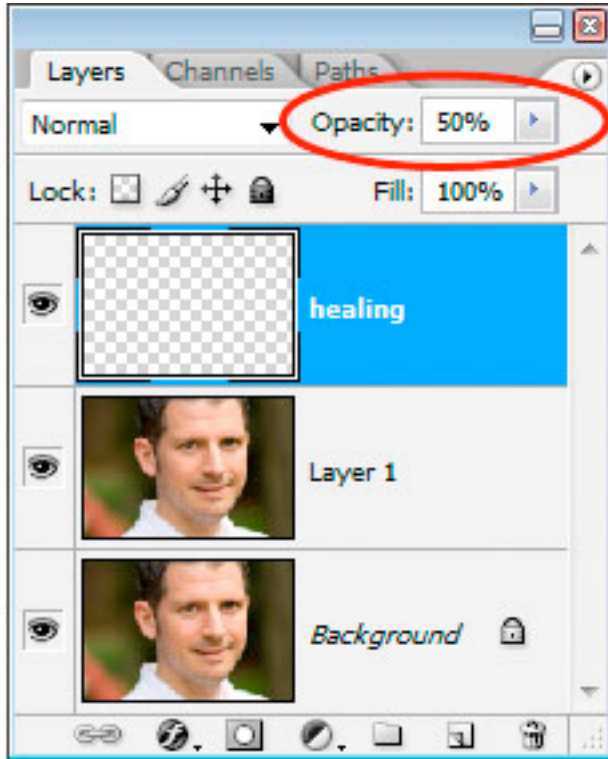 Layers Channels Paths
Normal Opacity: 50%
Lock: Fill: 100%
healing
Layer 1
Background